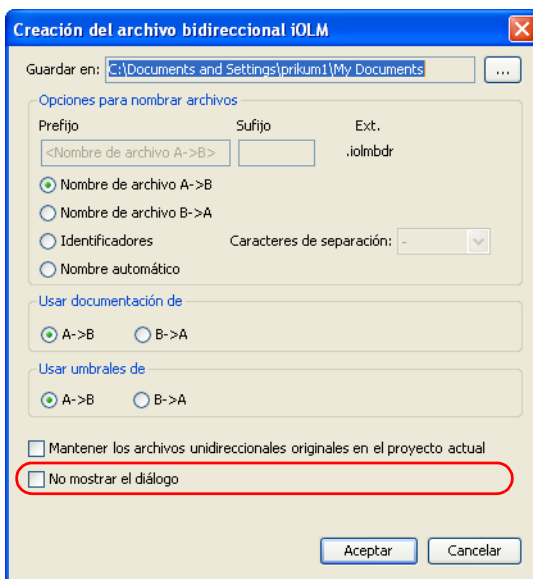 Creación del archivo bidireccional iOLM
Guardar en: C:\Documents and Settings\prikum1\My Documents ...
Opciones para nombrar archivos
Prefijo Sufijo Ext.
<Nombre de archivo A->B> .iolmbdr
Nombre de archivo A->B
Nombre de archivo B->A
Identificadores Caracteres de separación: -
Nombre automático
Usar documentación de
A->B B->A
Usar umbrales de
A->B B->A
Mantener los archivos unidireccionales originales en el proyecto actual
No mostrar el diálogo
Aceptar Cancelar